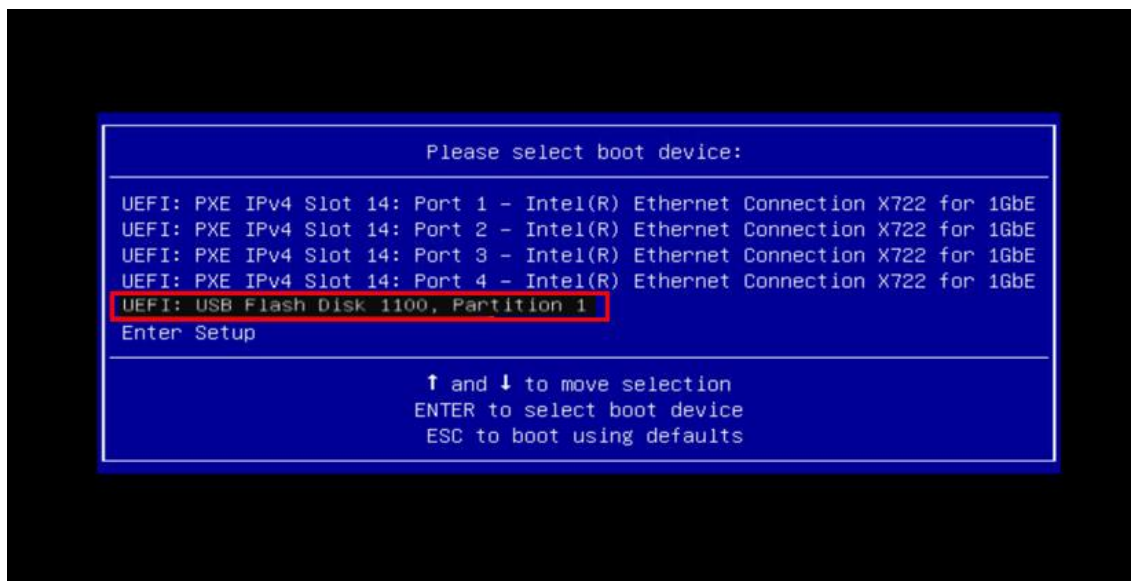 Please select boot device:
UEFI: PXE IPv4 Slot 14: Port 1 – Intel(R) Ethernet Connection X722 for 1GbE
UEFI: PXE IPv4 Slot 14: Port 2 – Intel(R) Ethernet Connection X722 for 1GbE
UEFI: PXE IPv4 Slot 14: Port 3 – Intel(R) Ethernet Connection X722 for 1GbE
UEFI: PXE IPv4 Slot 14: Port 4 – Intel(R) Ethernet Connection X722 for 1GbE
UEFI: USB Flash Disk 1100, Partition 1
Enter Setup
↑ and ↓ to move selection
ENTER to select boot device
ESC to boot using defaults